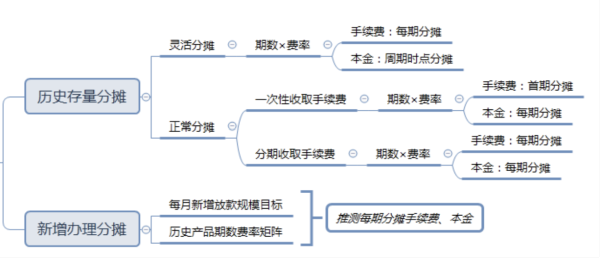 历史存量分摊
灵活分摊
期数×费率
手续费：每期分摊
本金：周期时点分摊
正常分摊
一次性收取手续费
期数×费率
手续费：首期分摊
本金：每期分摊
分期收取手续费
期数×费率
手续费：每期分摊
本金：每期分摊
新增办理分摊
每月新增放款规模目标
历史产品期数费率矩阵
推测每期分摊手续费、本金